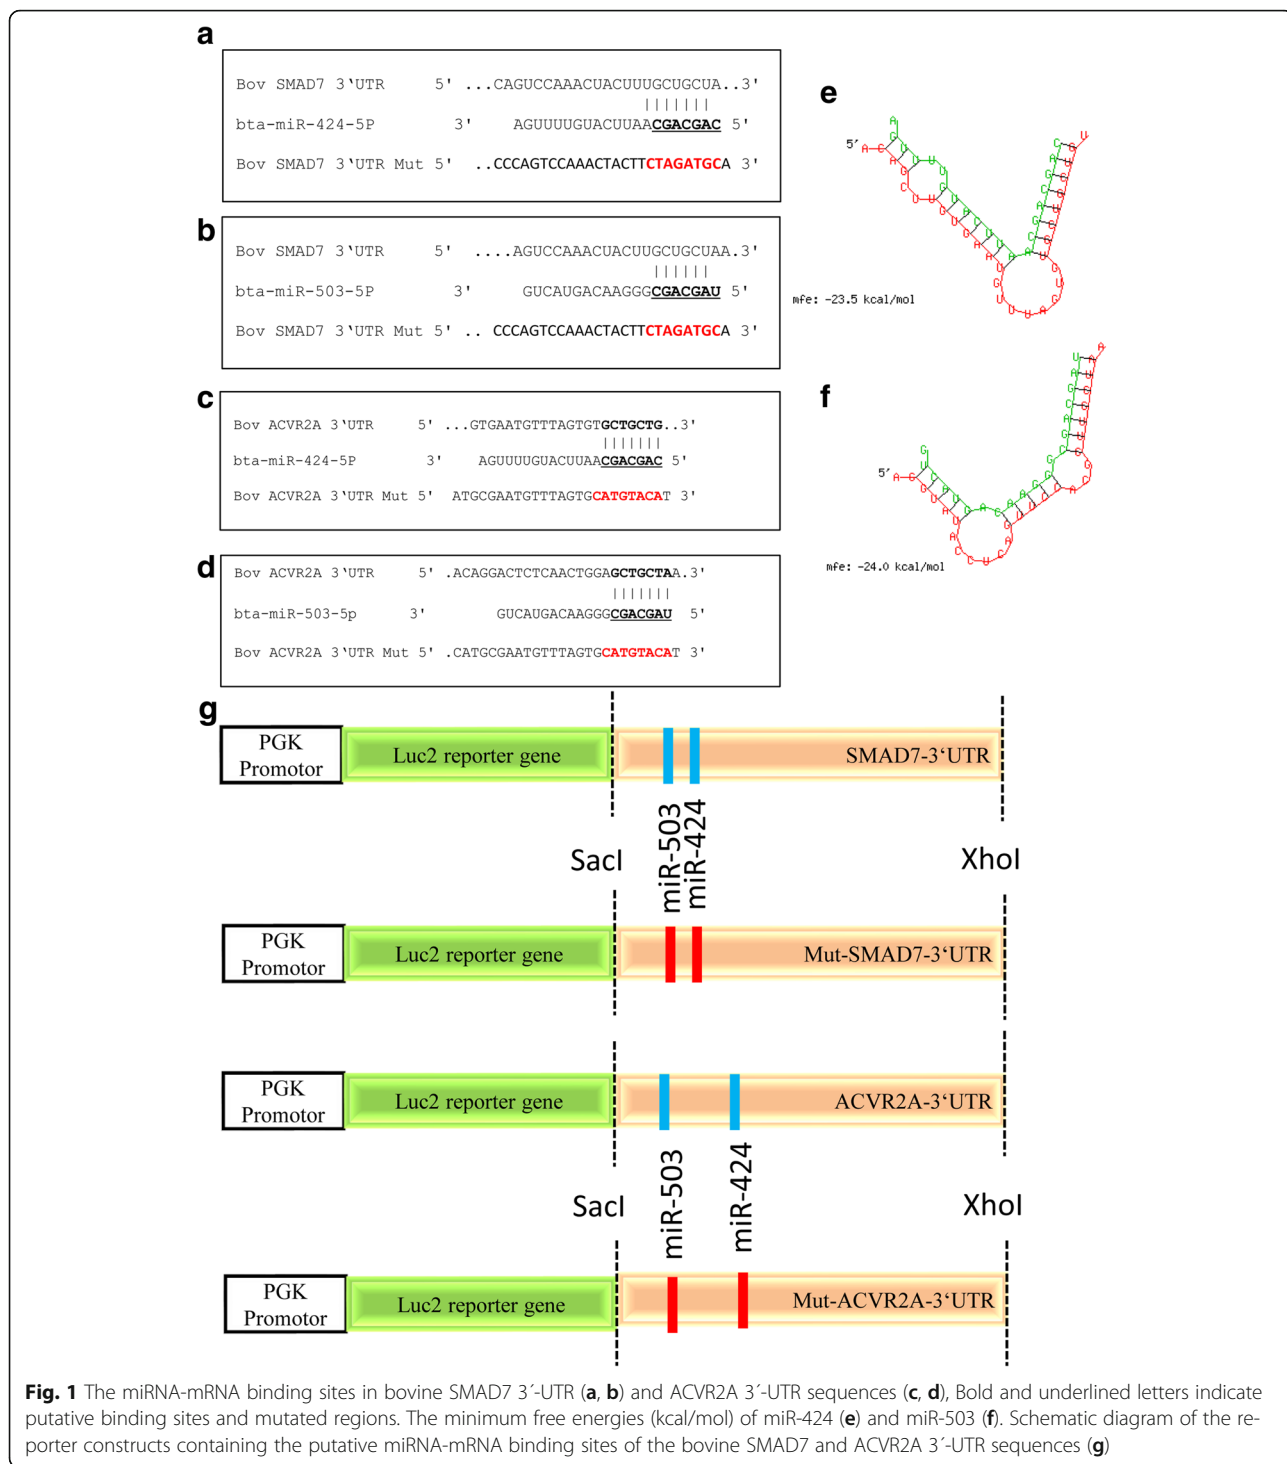 a
Bov SMAD7 3‘UTR 5' ...CAGUCCAAACUACUUUGCUGCUA..3'
bta-miR-424-5P 3' AGUUUUGUACUUAACGACGAC 5'
Bov SMAD7 3‘UTR Mut 5' ..CCCAGTCCAAACTACTTCTAGATGCA 3'
b
Bov SMAD7 3‘UTR ....AGUCCAAACUACUUUGCUGCUAA.3'
bta-miR-503-5P 3' GUCAUGACAAGGGCGACGAU 5'
Bov SMAD7 3‘UTR Mut 5' .. CCCAGTCCAAACTACTTCTAGATGCA 3'
c
Bov ACVR2A 3‘UTR 5' ...GTGAATGTTTAGTGTGCTGCTG..3'
bta-miR-424-5P 3' AGUUUUGUACUUAACGACGAC 5'
Bov ACVR2A 3‘UTR Mut 5' ATGCGAATGTTTAGTGCATGTACAT 3'
d
Bov ACVR2A 3‘UTR 5' .ACAGGACTCTCAACTGGAGCTGCTAA.3'
bta-miR-503-5p 3' GUCAUGACAAGGGCGACGAU 5'
Bov ACVR2A 3‘UTR Mut 5' .CATGCGAATGTTTAGTGCATGTACAT 3'
e
5'
mfe: -23.5 kcal/mol
f
5'
mfe: -24.0 kcal/mol
g
PGK
Promotor
Luc2 reporter gene
SMAD7-3‘UTR
SacI
miR-503
miR-424
XhoI
PGK
Promotor
Luc2 reporter gene
Mut-SMAD7-3‘UTR
PGK
Promotor
Luc2 reporter gene
ACVR2A-3‘UTR
SacI
miR-503
miR-424
XhoI
PGK
Promotor
Luc2 reporter gene
Mut-ACVR2A-3‘UTR
Fig. 1 The miRNA-mRNA binding sites in bovine SMAD7 3´-UTR (a, b) and ACVR2A 3´-UTR sequences (c, d), Bold and underlined letters indicate
putative binding sites and mutated regions. The minimum free energies (kcal/mol) of miR-424 (e) and miR-503 (f). Schematic diagram of the re-
porter constructs containing the putative miRNA-mRNA binding sites of the bovine SMAD7 and ACVR2A 3´-UTR sequences (g)